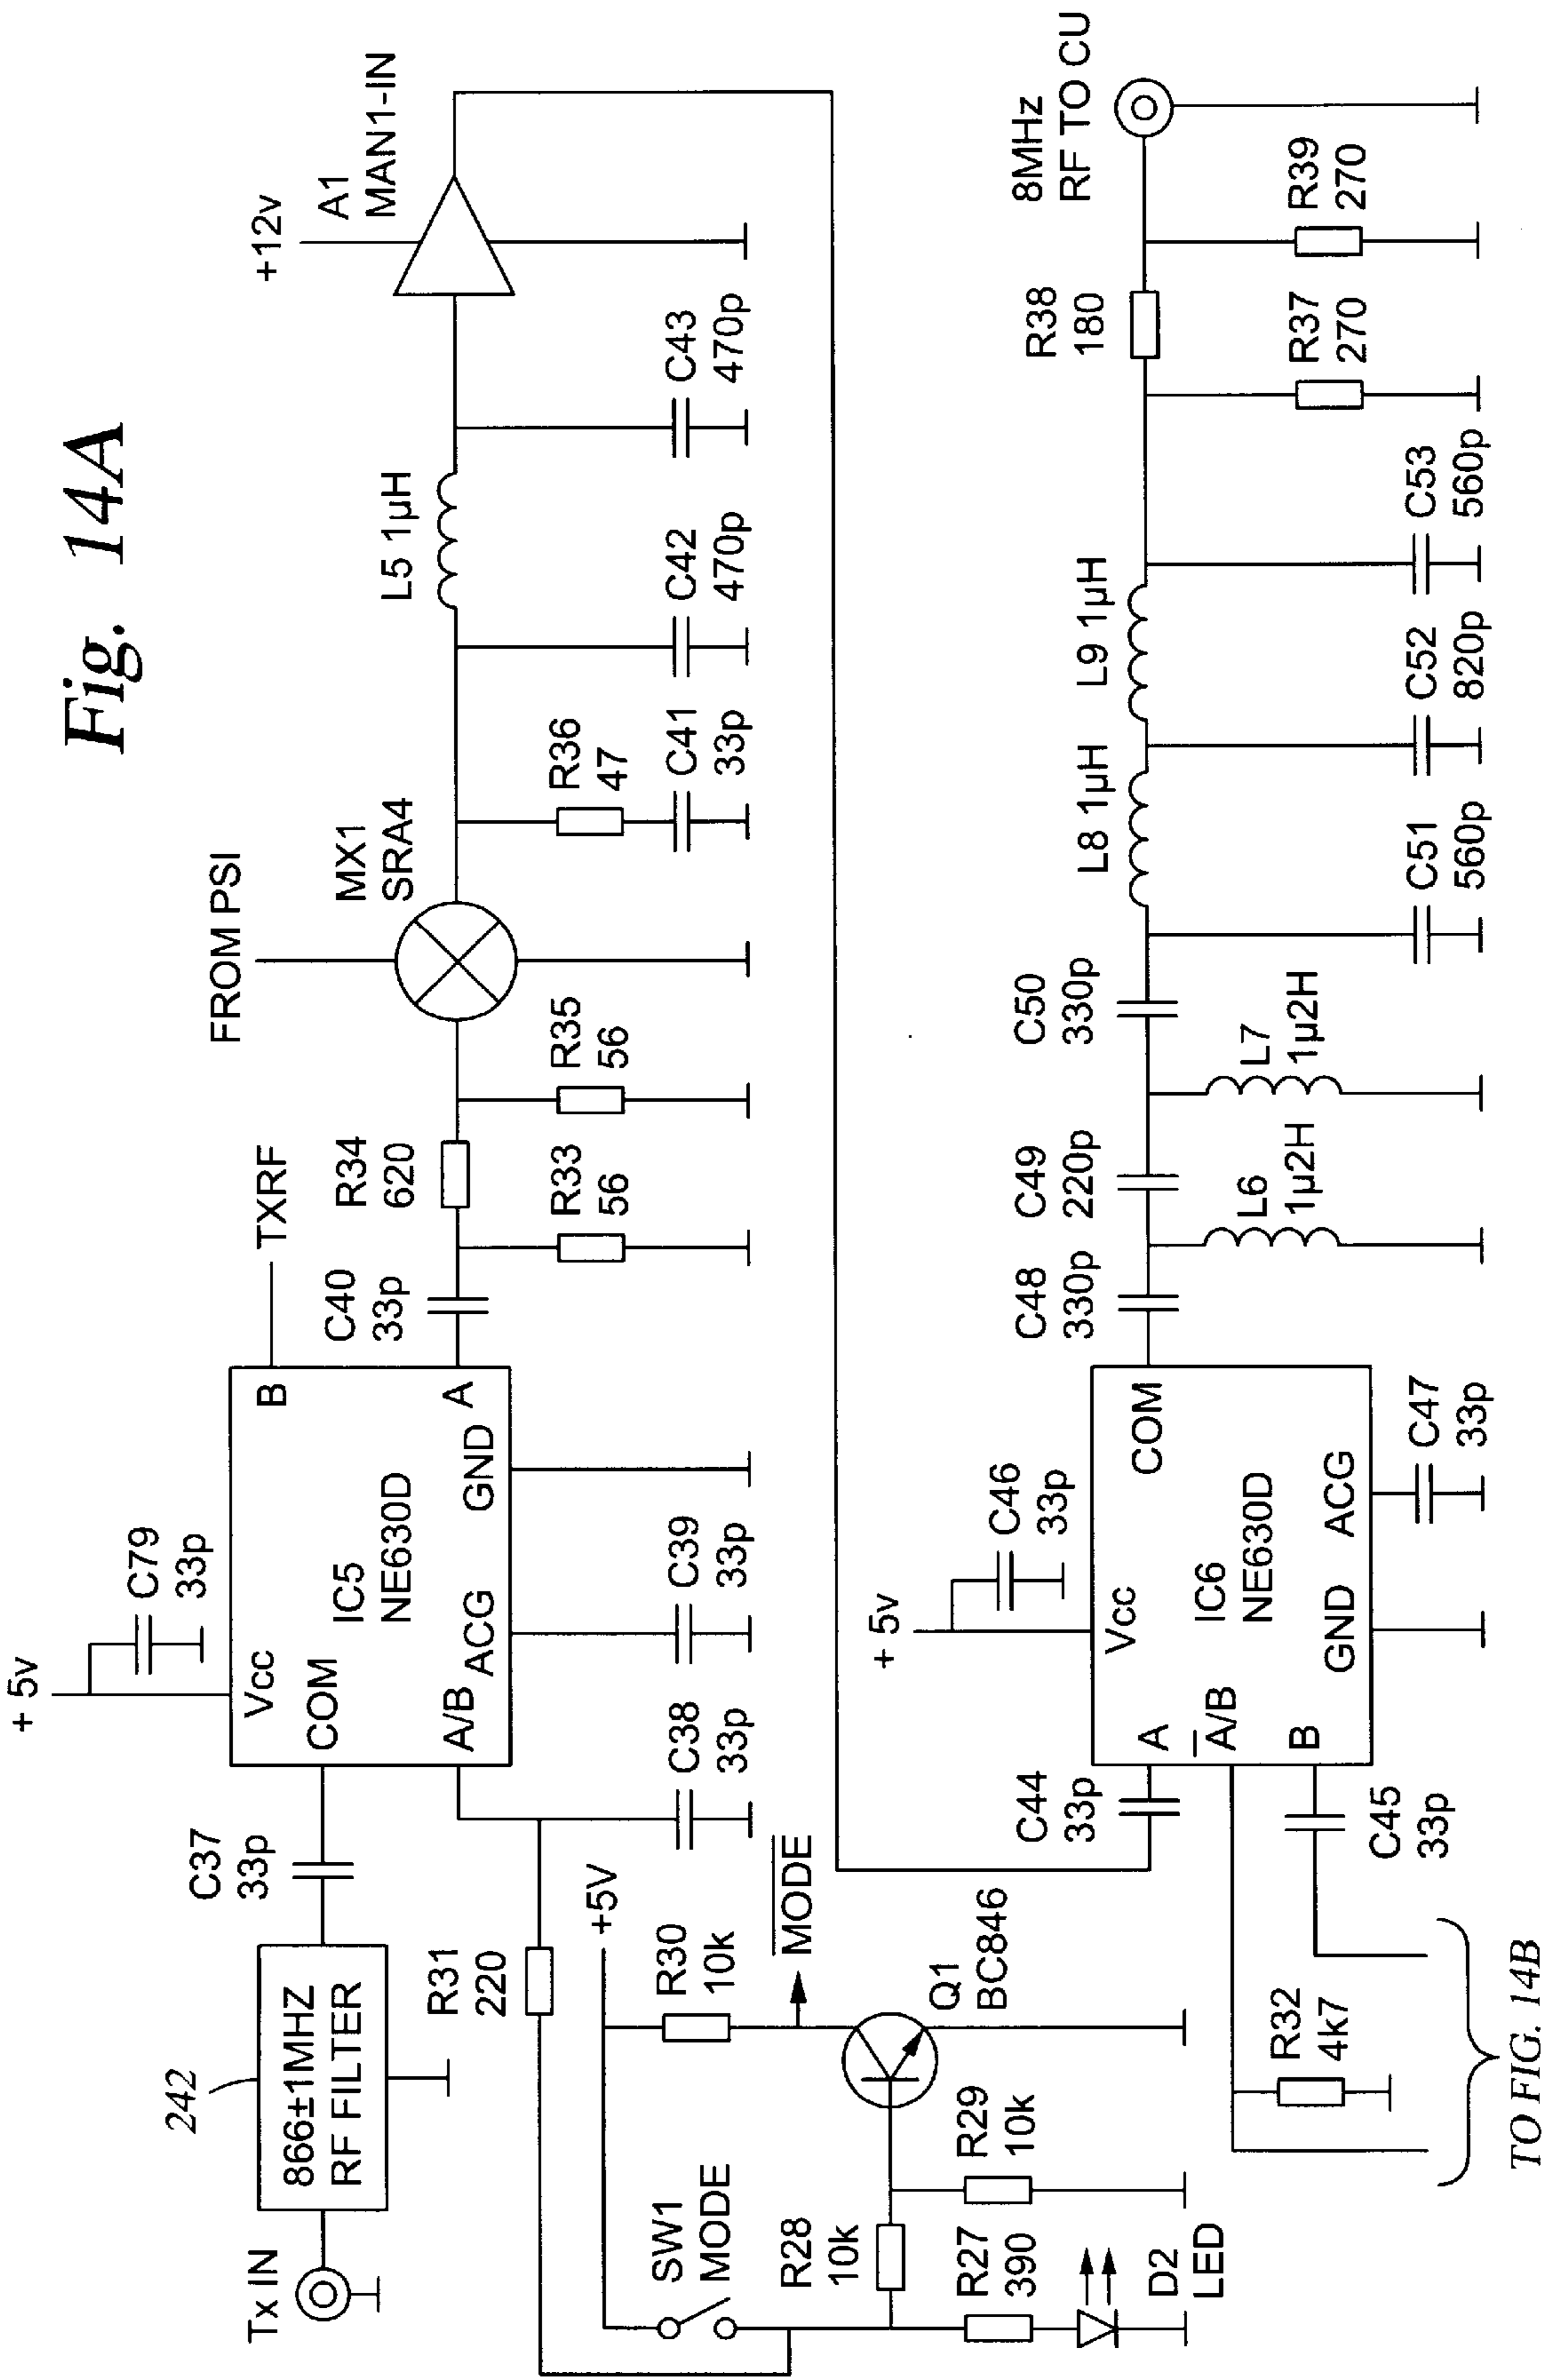 Fig. 14A
+ 5v
C79
33p
242
866±1MHZ
RF FILTER
Tx IN
C37
33p
Vcc
COM
A/B
ACG
GND
B
A
IC5
NE630D
TXRF
C38
33p
C39
33p
C40
33p
R33
56
R34
620
R35
56
FROM PSI
MX1
SRA4
R36
47
C41
33p
C42
470p
L5 1µH
C43
470p
+12v
A1
MAN1-IN
R31
220
+5V
SW1
MODE
R30
10k
MODE
Q1
BC846
R28
10k
R29
10k
R27
390
D2
LED
R32
4k7
TO FIG. 14B
C44
33p
C45
33p
+ 5v
C46
33p
Vcc
A
A/B
B
COM
IC6
NE630D
GND
ACG
C47
33p
C48
330p
L6
1µ2H
C49
220p
L7
1µ2H
C50
330p
C51
560p
L8 1µH
C52
820p
L9 1µH
C53
560p
R37
270
R38
180
R39
270
8MHz
RF TO CU